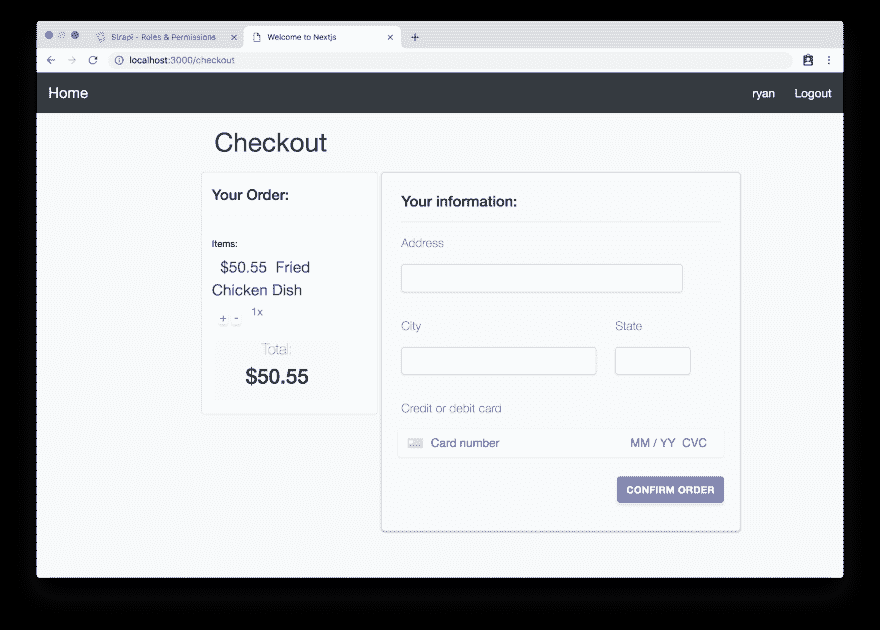 Strapi - Roles & Permissions
Welcome to Nextjs
localhost:3000/checkout
Home
ryan
Logout
Checkout
Your Order:
Items:
$50.55 Fried
Chicken Dish
+ - 1x
Total:
$50.55
Your information:
Address
City
State
Credit or debit card
Card number
MM / YY CVC
CONFIRM ORDER